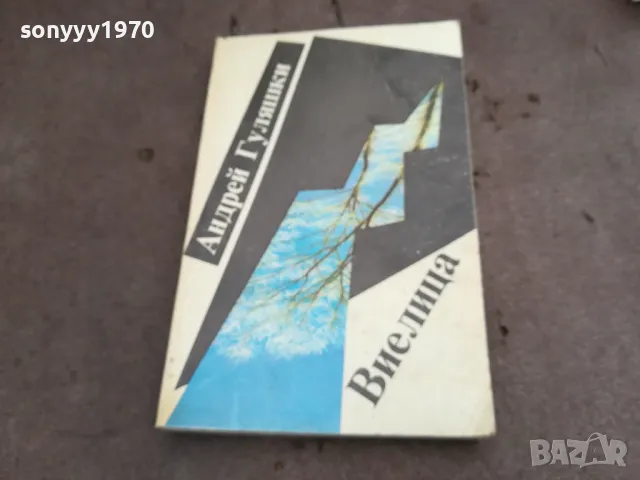 sonyyy1970
Андрей Гуляшки
Виелица
BAZAR